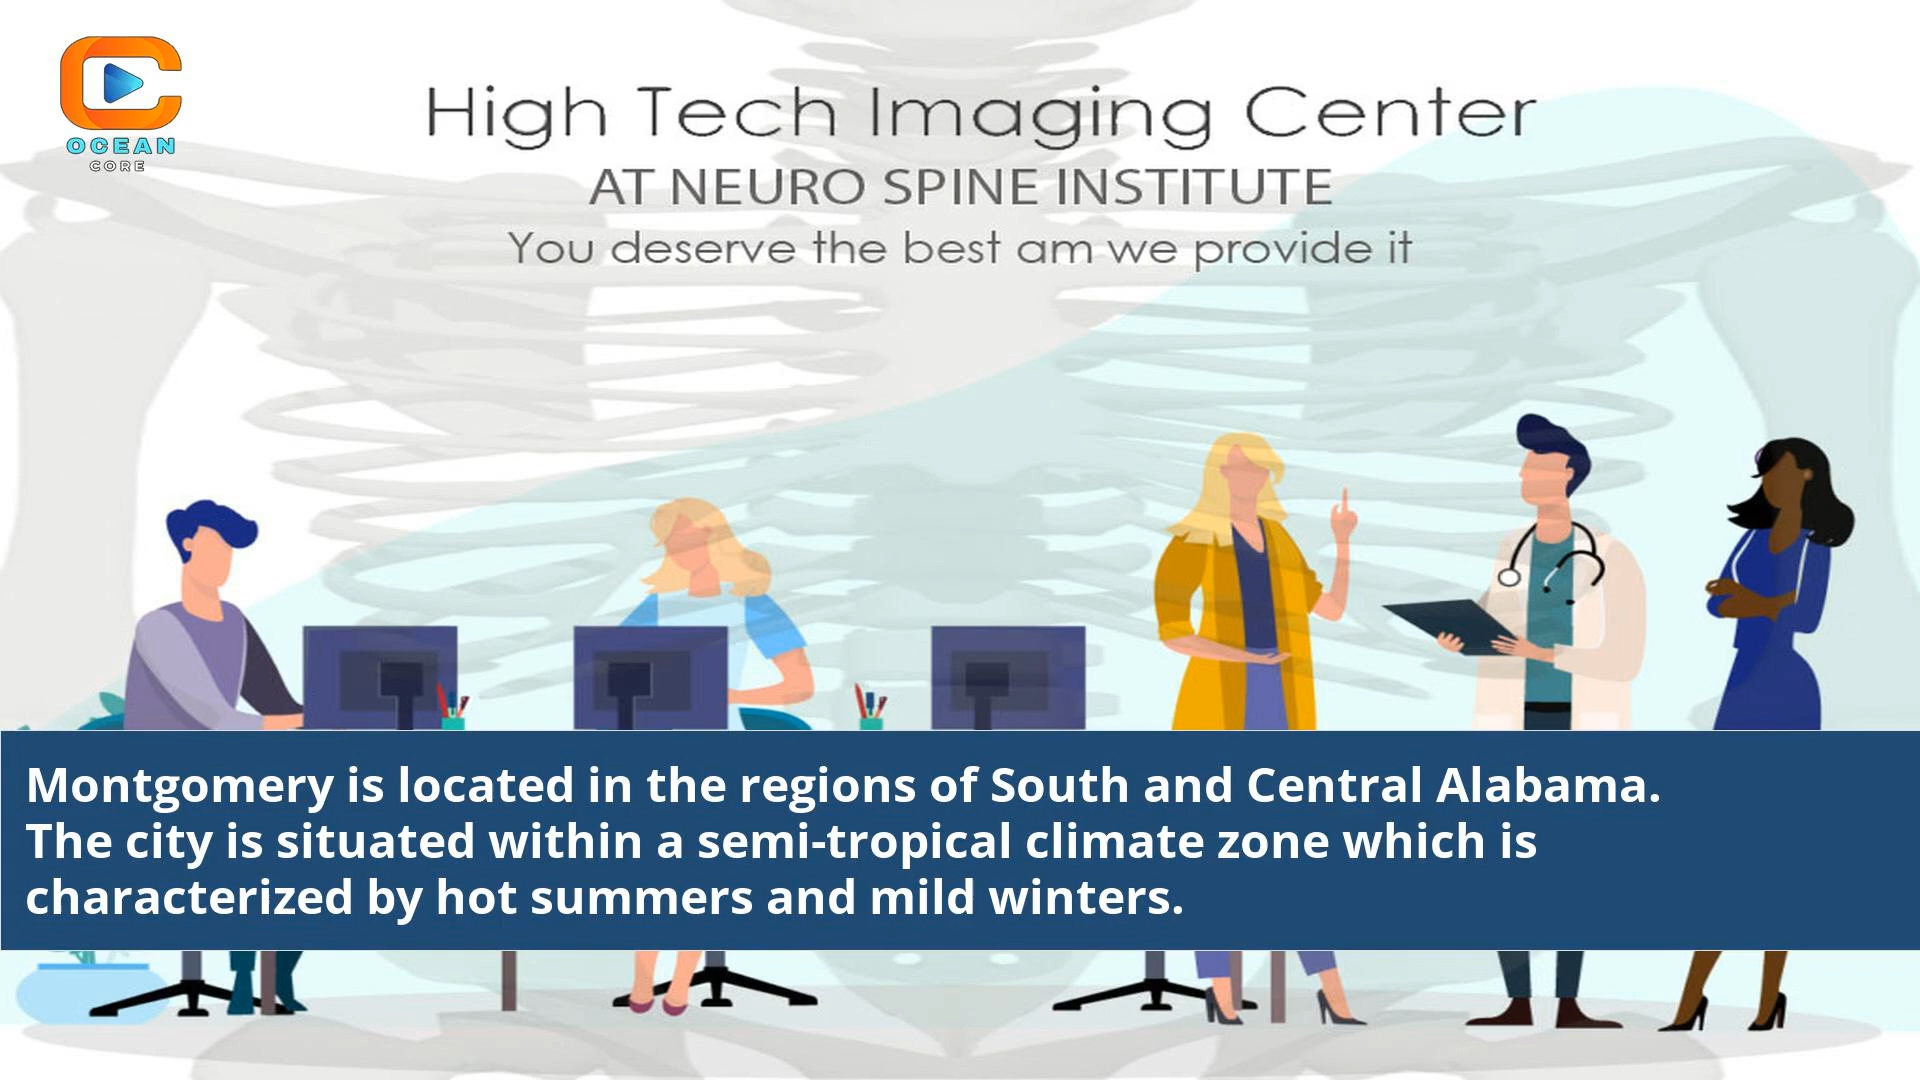 OCEAN
CORE
High Tech Imaging Center
AT NEURO SPINE INSTITUTE
You deserve the best am we provide it
Montgomery is located in the regions of South and Central Alabama.
The city is situated within a semi-tropical climate zone which is
characterized by hot summers and mild winters.